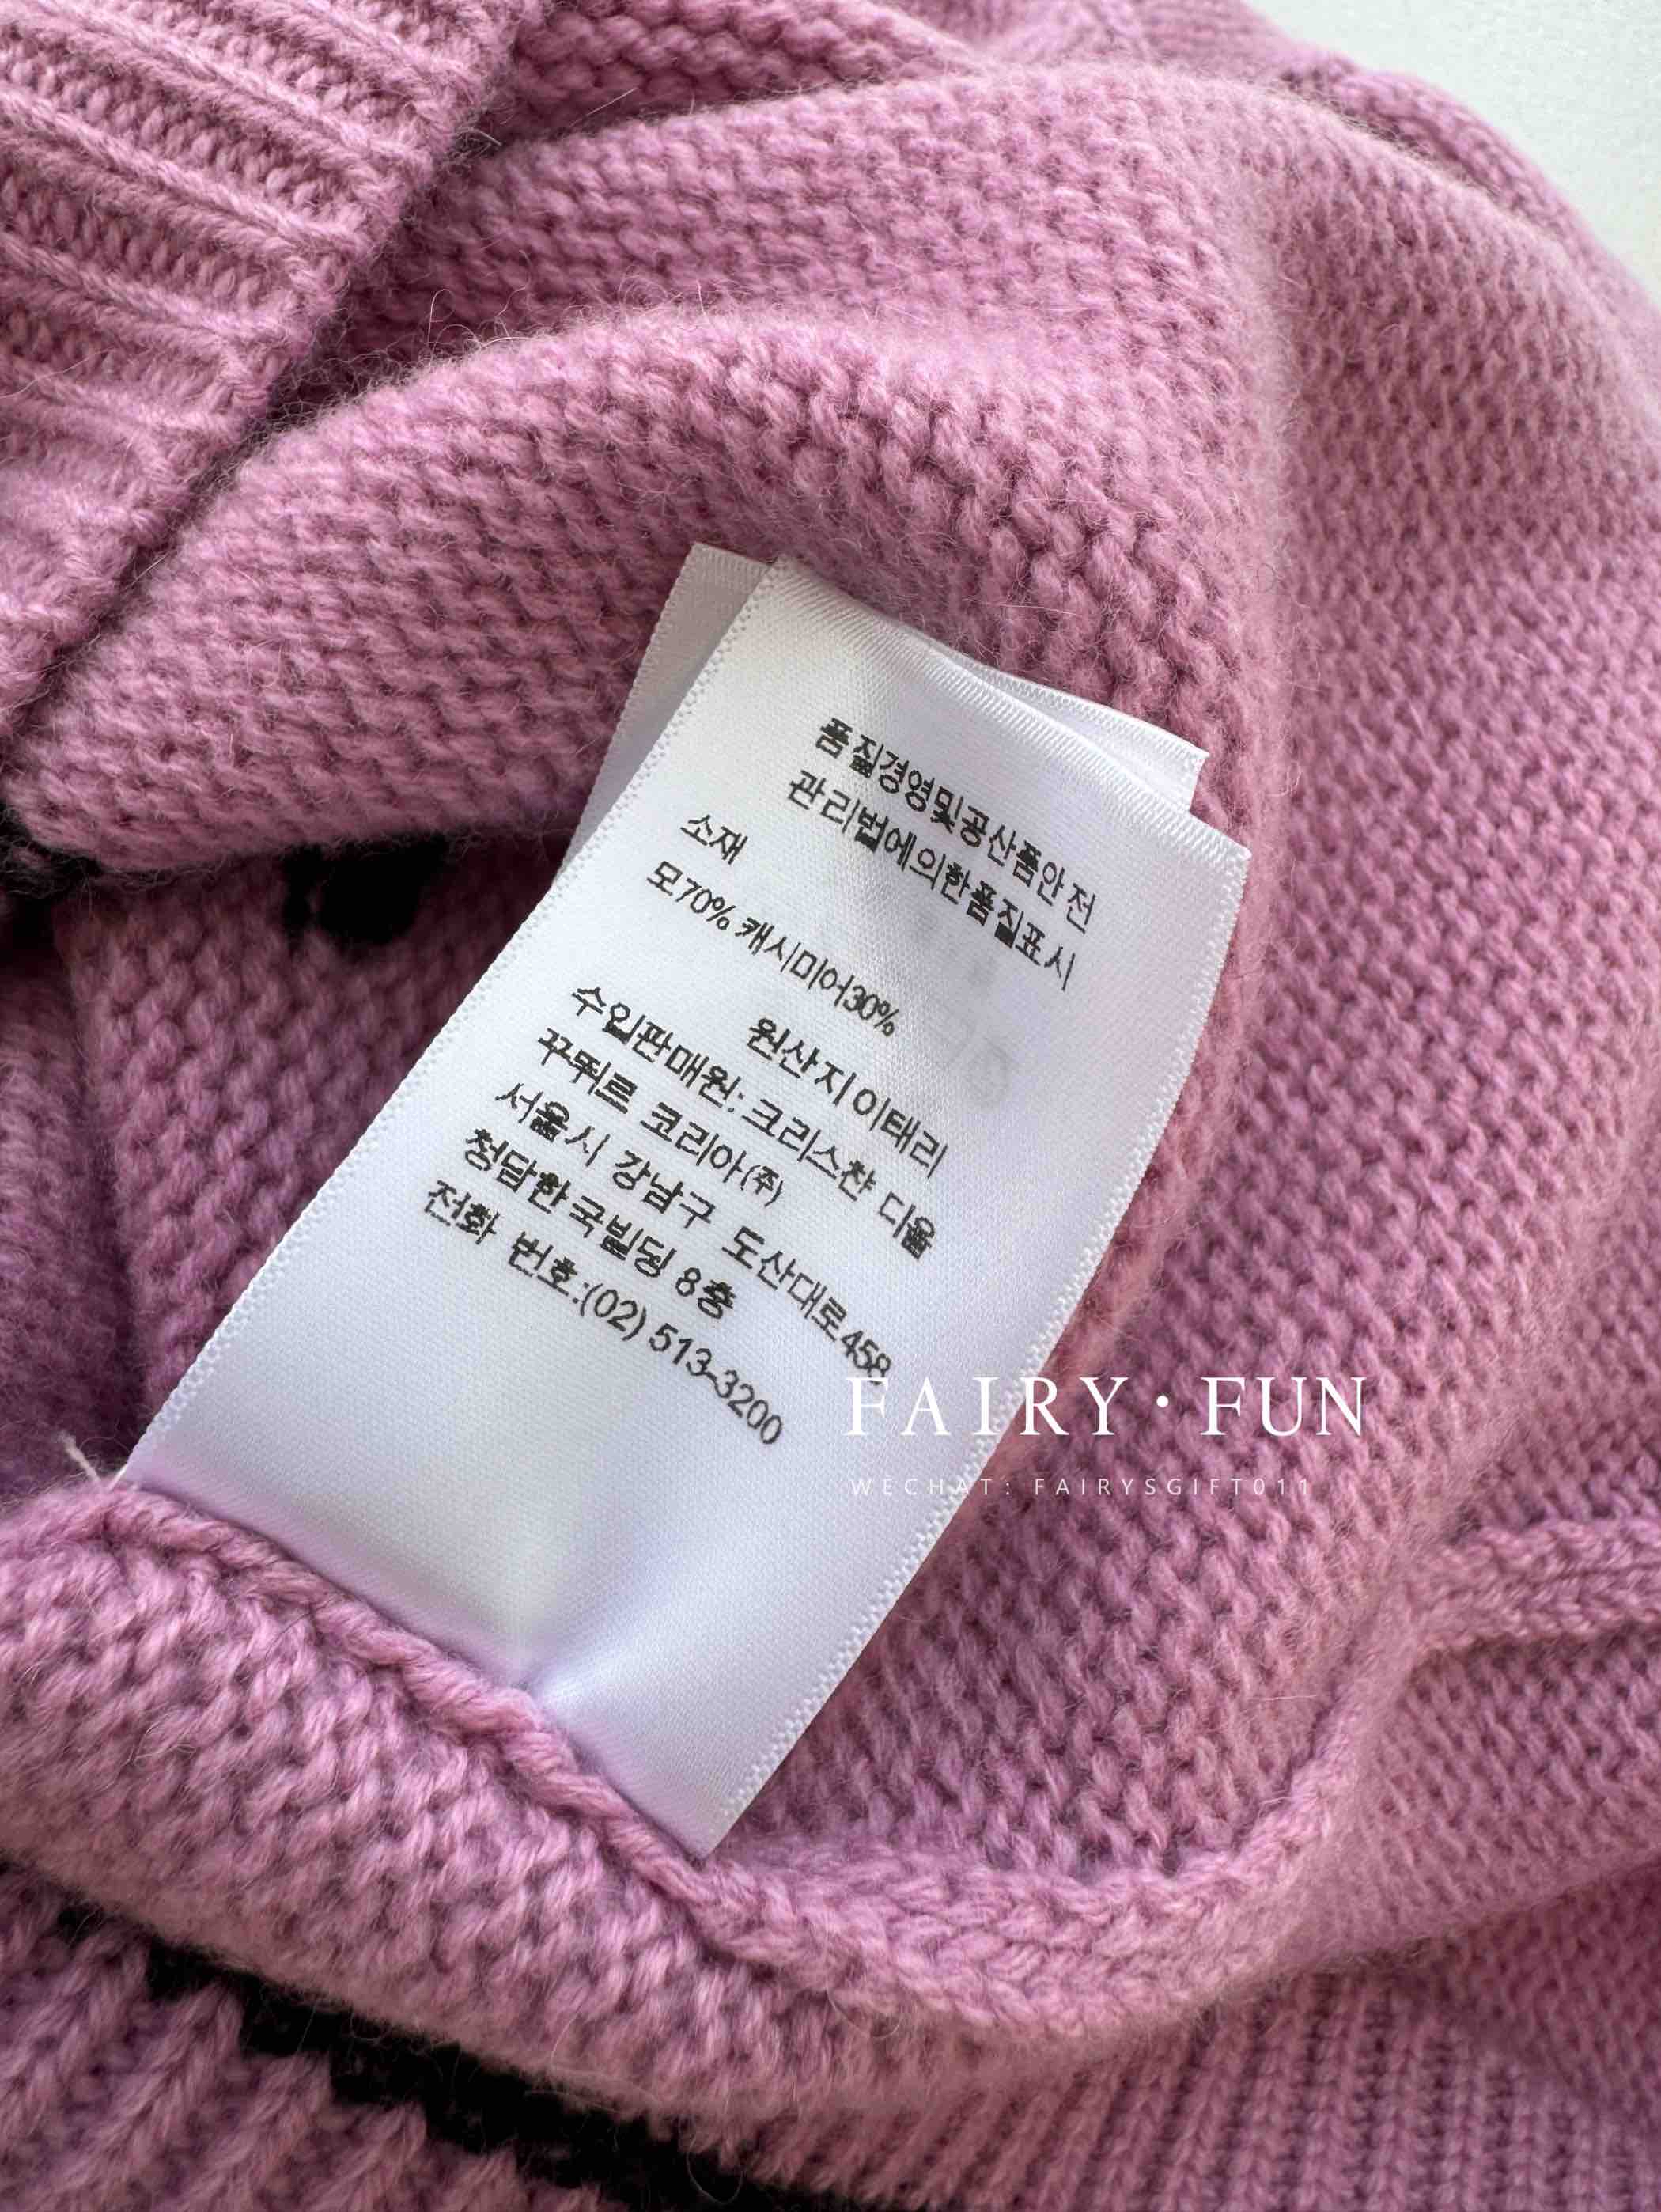 품질경영및공산품안전
관리법에의한품질표시
소재
모70% 캐시미어30%
원산지이태리
수입판매원:크리스챤 디올
꾸뛰르 코리아(주)
서울시 강남구 도산대로458
청담한국빌딩 8층
전화 번호:(02) 513-3200
FAIRY·FUN
WECHAT: FAIRYSGIFT011